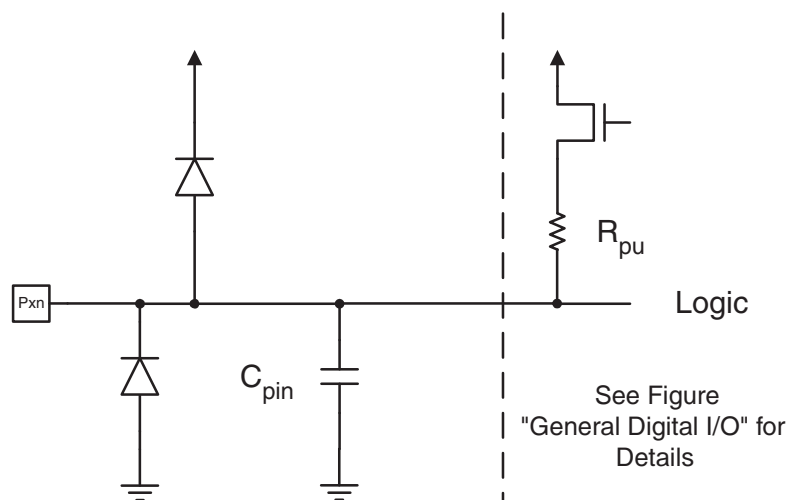 Pxn
C_pin
R_pu
Logic
See Figure
"General Digital I/O" for
Details